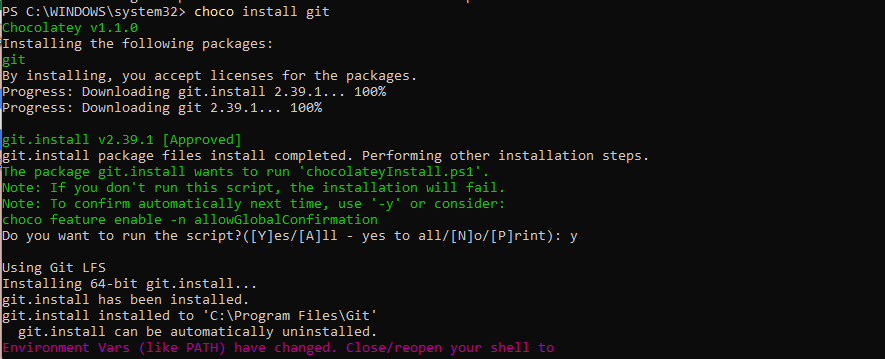 PS C:\WINDOWS\system32> choco install git
Chocolatey v1.1.0
Installing the following packages:
git
By installing, you accept licenses for the packages.
Progress: Downloading git.install 2.39.1... 100%
Progress: Downloading git 2.39.1... 100%
git.install v2.39.1 [Approved]
git.install package files install completed. Performing other installation steps.
The package git.install wants to run 'chocolateyInstall.ps1'.
Note: If you don't run this script, the installation will fail.
Note: To confirm automatically next time, use '-y' or consider:
choco feature enable -n allowGlobalConfirmation
Do you want to run the script?([Y]es/[A]ll - yes to all/[N]o/[P]rint): y
Using Git LFS
Installing 64-bit git.install...
git.install has been installed.
git.install installed to 'C:\Program Files\Git'
git.install can be automatically uninstalled.
Environment Vars (like PATH) have changed. Close/reopen your shell to